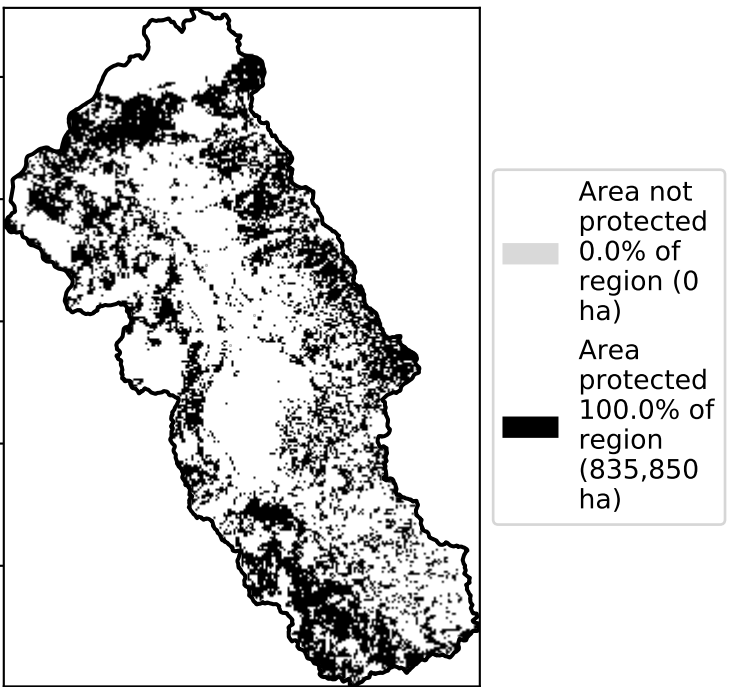 Area not
protected
0.0% of
region (0
ha)
Area
protected
100.0% of
region
(835,850
ha)